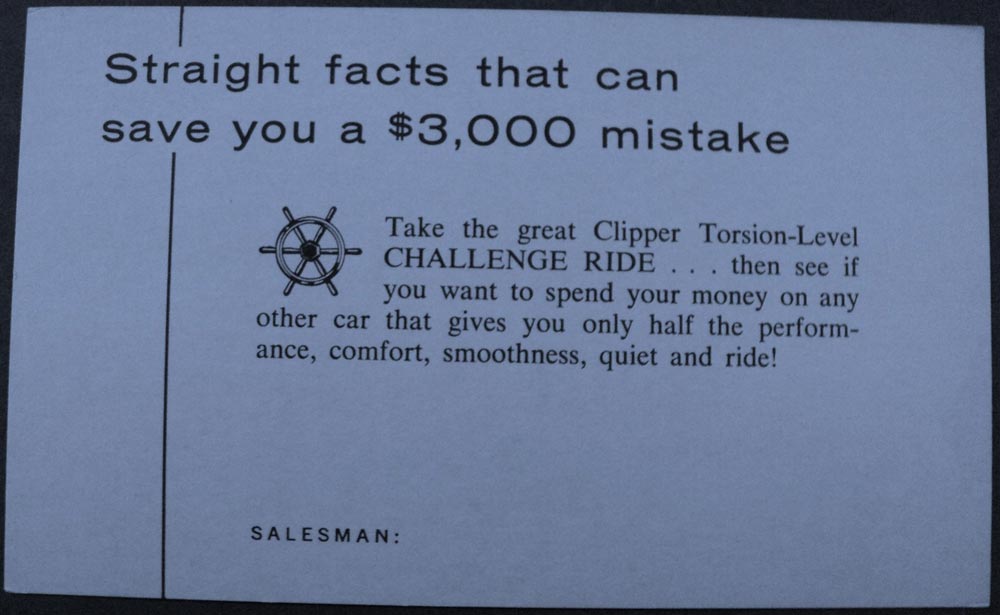 Straight facts that can
save you a $3,000 mistake
Take the great Clipper Torsion-Level
CHALLENGE RIDE . . . then see if
you want to spend your money on any
other car that gives you only half the perform-
ance, comfort, smoothness, quiet and ride!
SALESMAN: